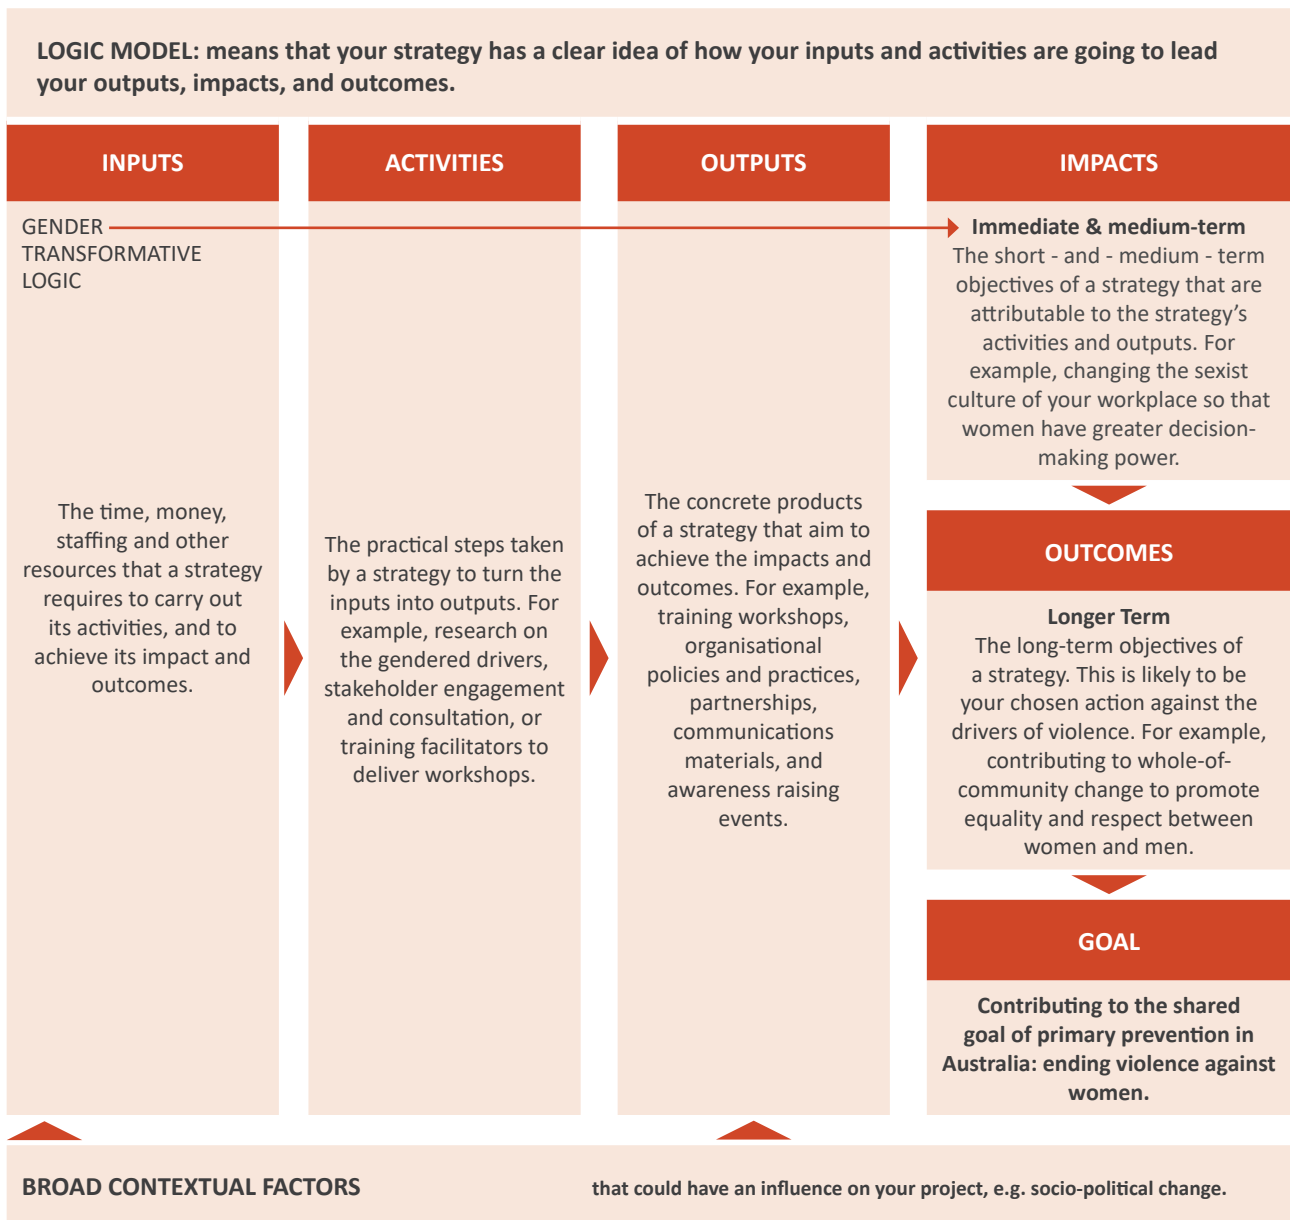 LOGIC MODEL: means that your strategy has a clear idea of how your inputs and activities are going to lead
your outputs, impacts, and outcomes.
INPUTS
GENDER
TRANSFORMATIVE
LOGIC
The time, money,
staffing and other
resources that a strategy
requires to carry out
its activities, and to
achieve its impact and
outcomes.
ACTIVITIES
The practical steps taken
by a strategy to turn the
inputs into outputs. For
example, research on
the gendered drivers,
stakeholder engagement
and consultation, or
training facilitators to
deliver workshops.
OUTPUTS
The concrete products
of a strategy that aim to
achieve the impacts and
outcomes. For example,
training workshops,
organisational
policies and practices,
partnerships,
communications
materials, and
awareness raising
events.
IMPACTS
Immediate & medium-term
The short - and - medium - term
objectives of a strategy that are
attributable to the strategy’s
activities and outputs. For
example, changing the sexist
culture of your workplace so that
women have greater decision-
making power.
OUTCOMES
Longer Term
The long-term objectives of
a strategy. This is likely to be
your chosen action against the
drivers of violence. For example,
contributing to whole-of-
community change to promote
equality and respect between
women and men.
GOAL
Contributing to the shared
goal of primary prevention in
Australia: ending violence against
women.
BROAD CONTEXTUAL FACTORS that could have an influence on your project, e.g. socio-political change.